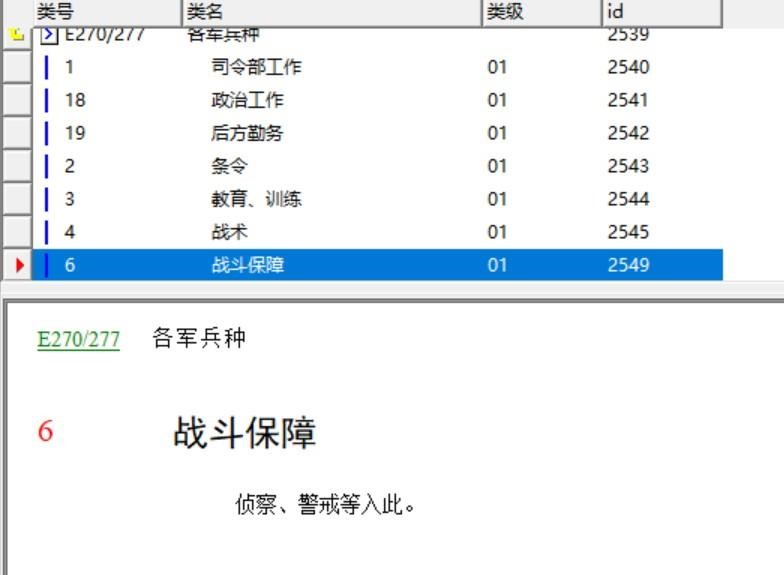 类号 类名 类级 id
E270/277 各军兵种 2539
1 司令部工作 01 2540
18 政治工作 01 2541
19 后方勤务 01 2542
2 条令 01 2543
3 教育、训练 01 2544
4 战术 01 2545
6 战斗保障 01 2549
E270/277 各军兵种
6 战斗保障
侦察、警戒等入此。